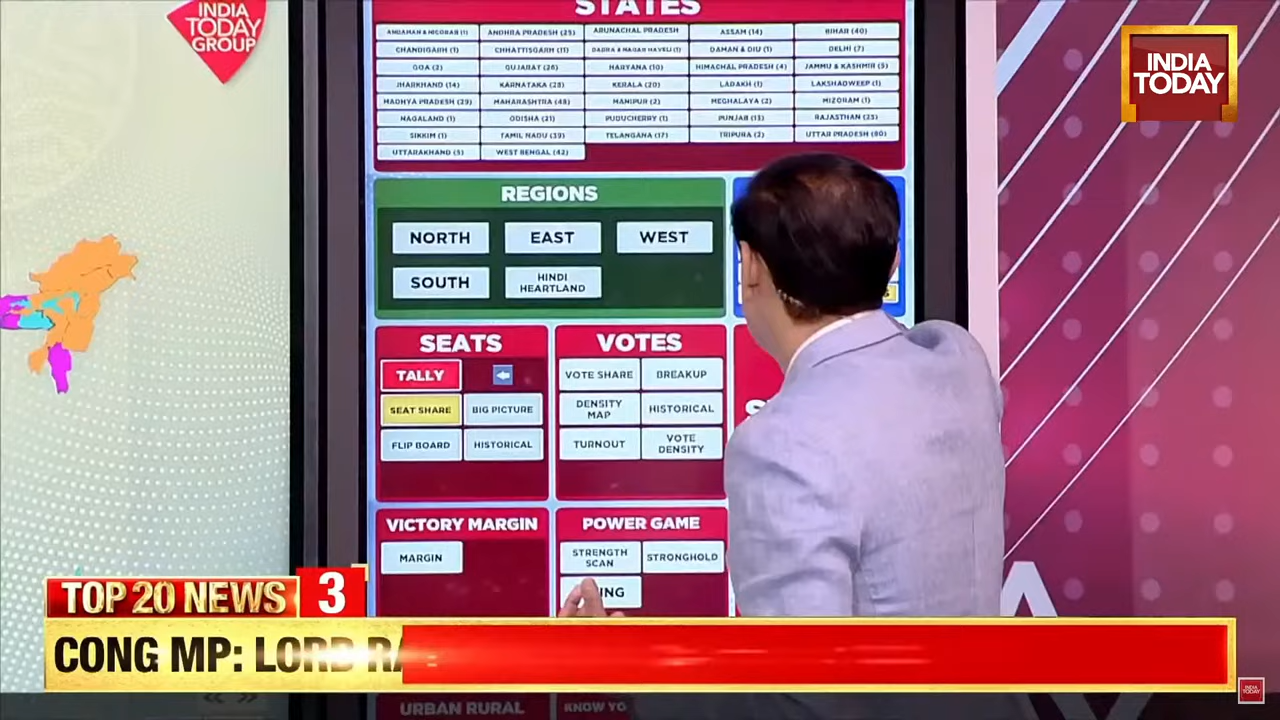 INDIA
TODAY
GROUP
STATES
ANDAMAN & NICOBAR (1) ANDHRA PRADESH (25) ARUNACHAL PRADESH ASSAM (14) BIHAR (40)
CHANDIGARH (1) CHHATTISGARH (11) DADRA & NAGAR HAVELI (1) DAMAN & DIU (1) DELHI (7)
GOA (2) GUJARAT (26) HARYANA (10) HIMACHAL PRADESH (4) JAMMU & KASHMIR (5)
JHARKHAND (14) KARNATAKA (28) KERALA (20) LADAKH (1) LAKSHADWEEP (1)
MADHYA PRADESH (29) MAHARASHTRA (48) MANIPUR (2) MEGHALAYA (2) MIZORAM (1)
NAGALAND (1) ODISHA (21) PUDUCHERRY (1) PUNJAB (13) RAJASTHAN (25)
SIKKIM (1) TAMIL NADU (39) TELANGANA (17) TRIPURA (2) UTTAR PRADESH (80)
UTTARAKHAND (5) WEST BENGAL (42)
INDIA
TODAY
REGIONS
NORTH EAST WEST
SOUTH HINDI
HEARTLAND
SEATS
TALLY
SEAT SHARE BIG PICTURE
FLIP BOARD HISTORICAL
VOTES
VOTE SHARE BREAKUP
DENSITY
MAP HISTORICAL
TURNOUT VOTE
DENSITY
VICTORY MARGIN
MARGIN
POWER GAME
STRENGTH
SCAN STRONGHOLD
TOP 20 NEWS 3
CONG MP: LORD RA
URBAN RURAL KNOW YO
INDIA
TODAY